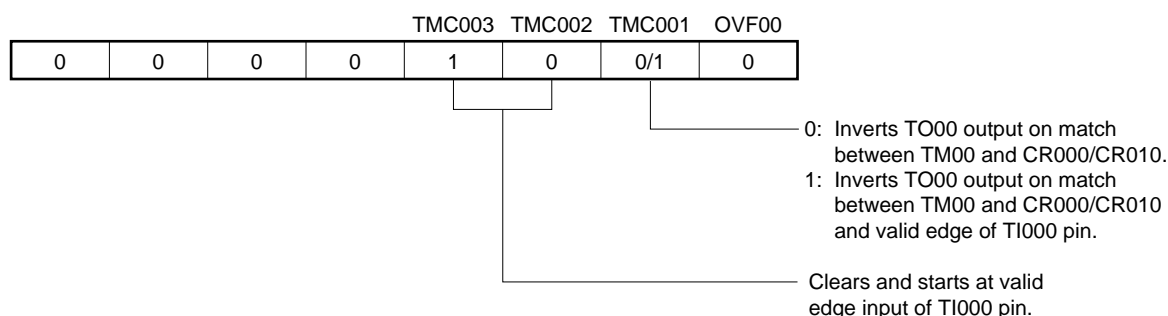 TMC003 TMC002 TMC001 OVF00
0 0 0 0 1 0 0/1 0
0: Inverts TO00 output on match
between TM00 and CR000/CR010.
1: Inverts TO00 output on match
between TM00 and CR000/CR010
and valid edge of TI000 pin.
Clears and starts at valid
edge input of TI000 pin.